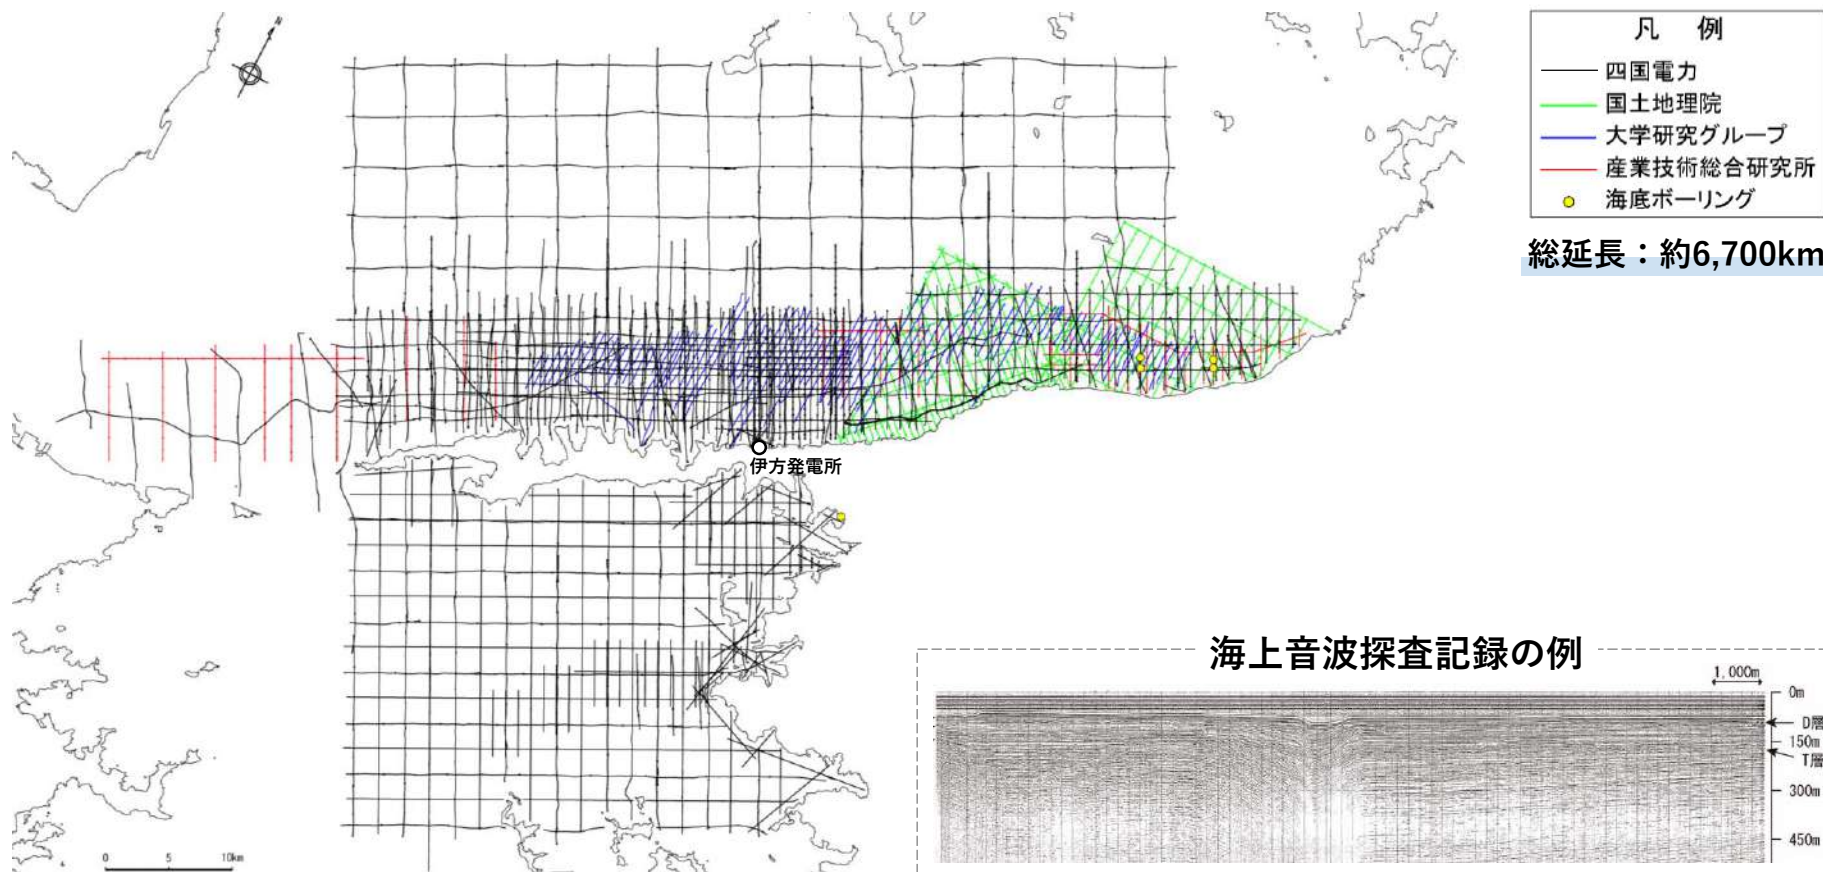 N
凡 例
四国電力
国土地理院
大学研究グループ
産業技術総合研究所
海底ボーリング
総延長：約6,700km
伊方発電所
海上音波探査記録の例
1,000m
0m
D層
150m
T層
300m
450m
0 5 10km